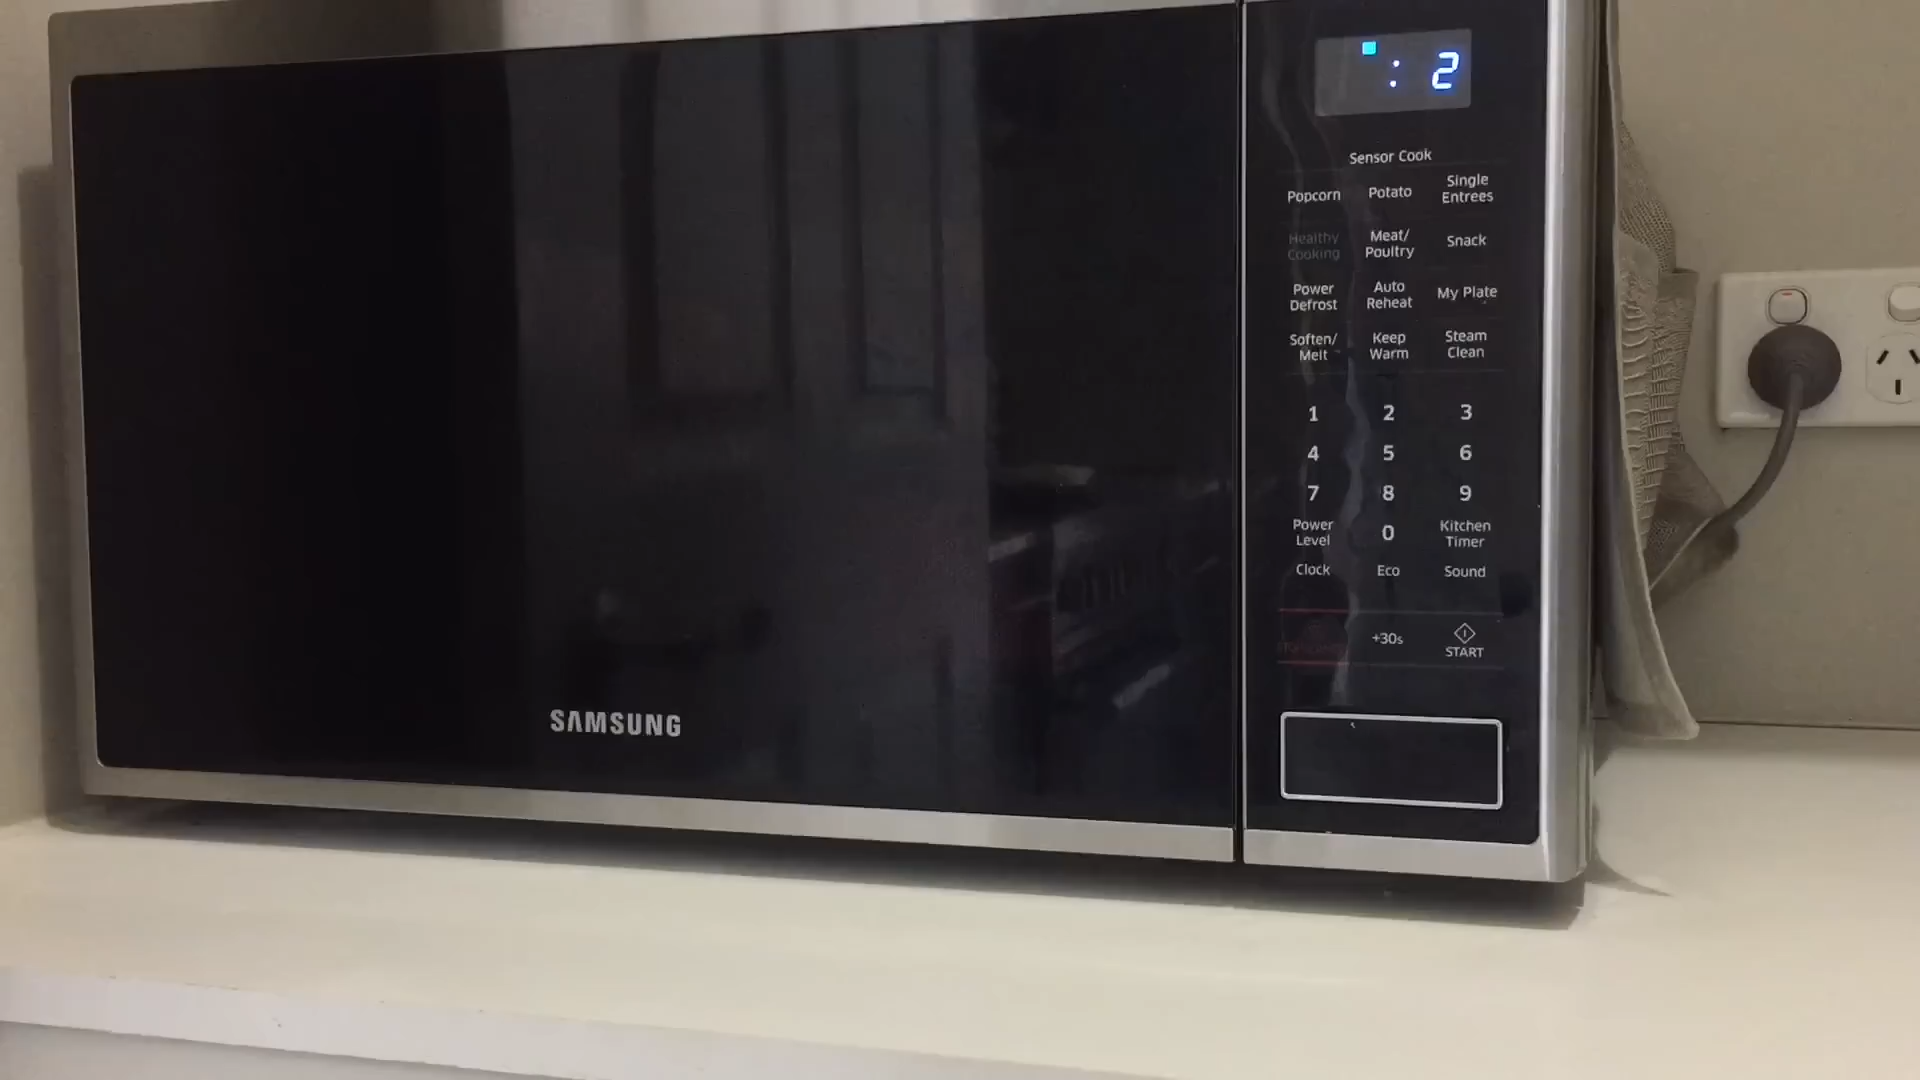 : 2
Sensor Cook
Popcorn
Potato
Single
Entrees
Healthy
Cooking
Meat/
Poultry
Snack
Power
Defrost
Auto
Reheat
My Plate
Soften/
Melt
Keep
Warm
Steam
Clean
1 2 3
4 5 6
7 8 9
Power
Level
0
Kitchen
Timer
Clock
Eco
Sound
+30s
START
SAMSUNG